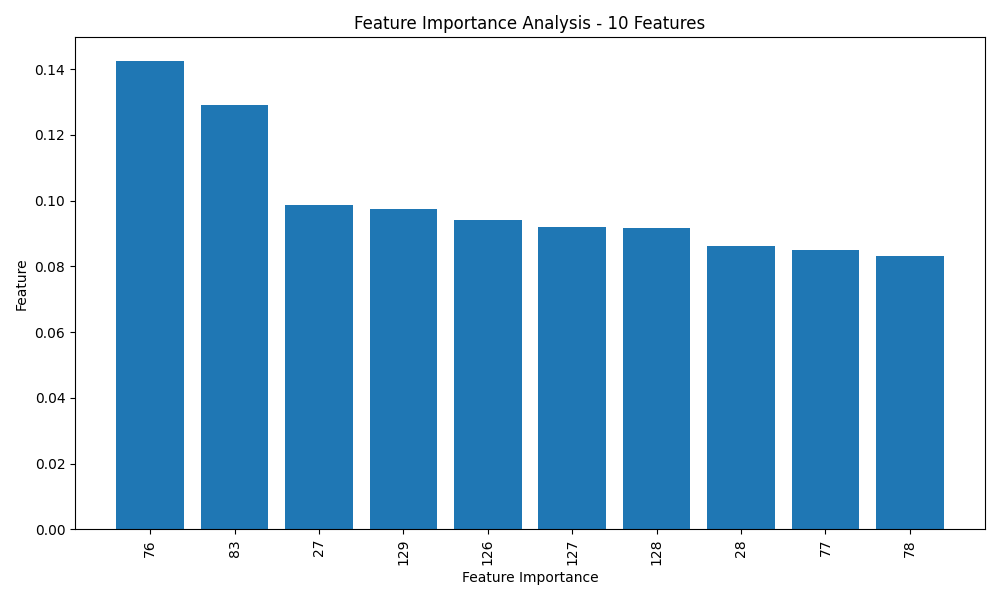 Feature Importance Analysis - 10 Features
0.14
0.12
0.10
0.08
0.06
0.04
0.02
0.00
Feature
76 83 27 129 126 127 128 28 77 78
Feature Importance